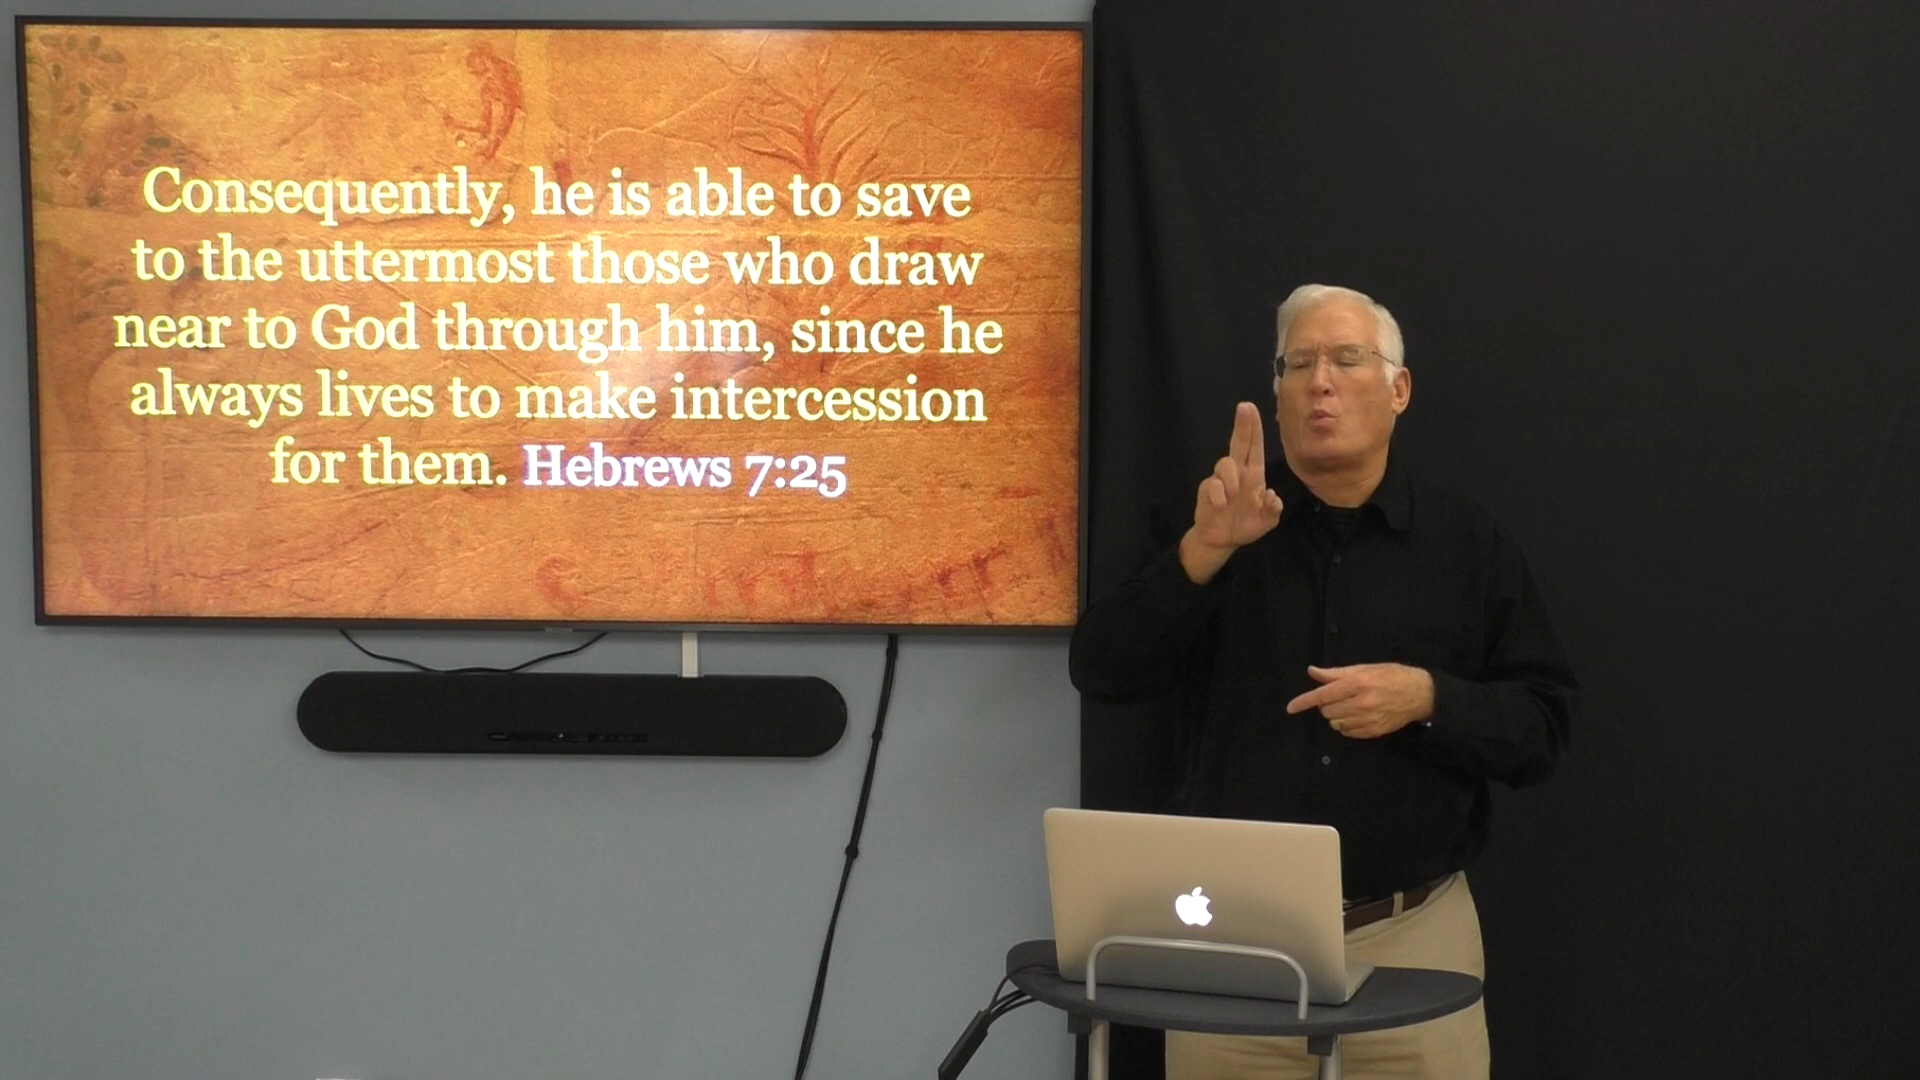 Consequently, he is able to save
to the uttermost those who draw
near to God through him, since he
always lives to make intercession
for them. Hebrews 7:25